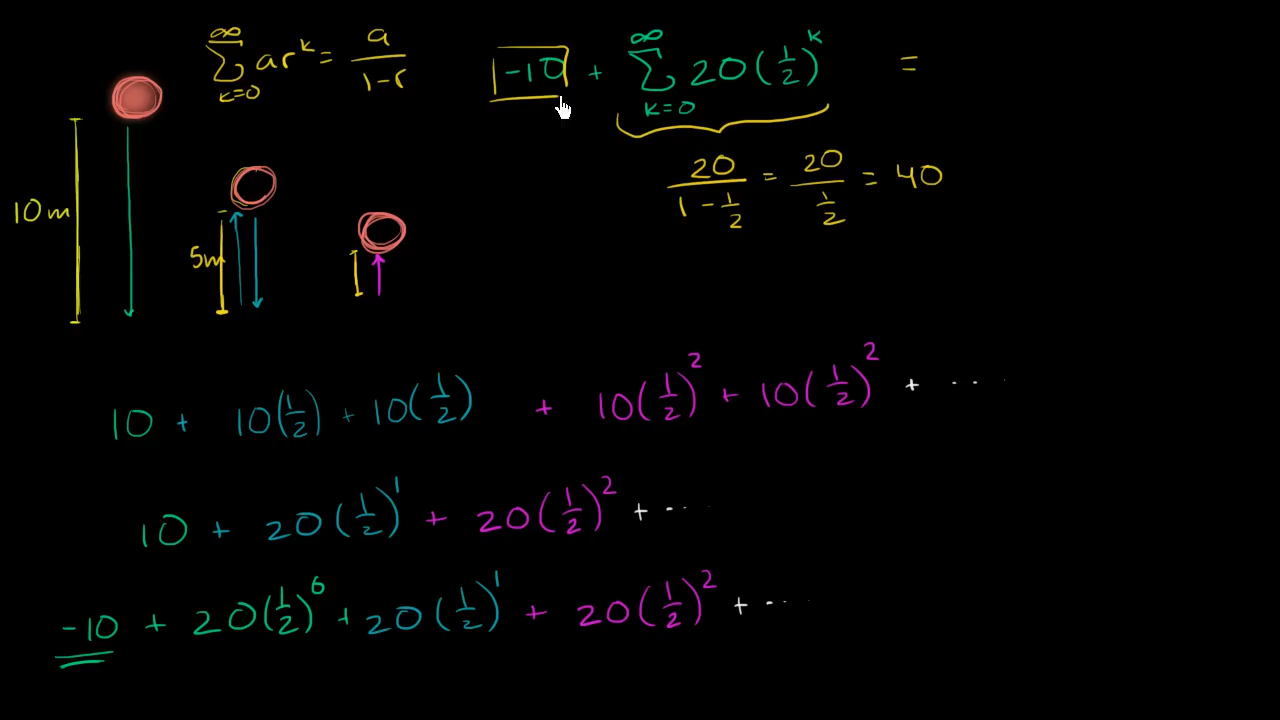 ∞
∑ ar^k = a/(1-r)
k=0
-10 + ∞∑k=0 20(1/2)^k =
20/(1 - 1/2) = 20/(1/2) = 40
10m
5m
10 + 10(1/2) + 10(1/2) + 10(1/2)^2 + 10(1/2)^2 + ....
10 + 20(1/2)^1 + 20(1/2)^2 + ...
-10 + 20(1/2)^0 + 20(1/2)^1 + 20(1/2)^2 + ...